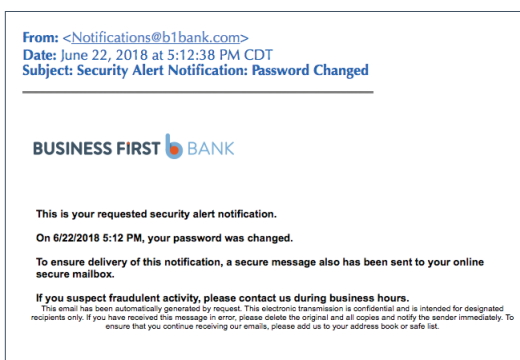 From: <Notifications@b1bank.com>
Date: June 22, 2018 at 5:12:38 PM CDT
Subject: Security Alert Notification: Password Changed
BUSINESS FIRST b BANK
This is your requested security alert notification.
On 6/22/2018 5:12 PM, your password was changed.
To ensure delivery of this notification, a secure message also has been sent to your online
secure mailbox.
If you suspect fraudulent activity, please contact us during business hours.
This email has been automatically generated by request. This electronic transmission is confidential and is intended for designated
recipients only. If you have received this message in error, please delete the original and all copies and notify the sender immediately. To
ensure that you continue receiving our emails, please add us to your address book or safe list.